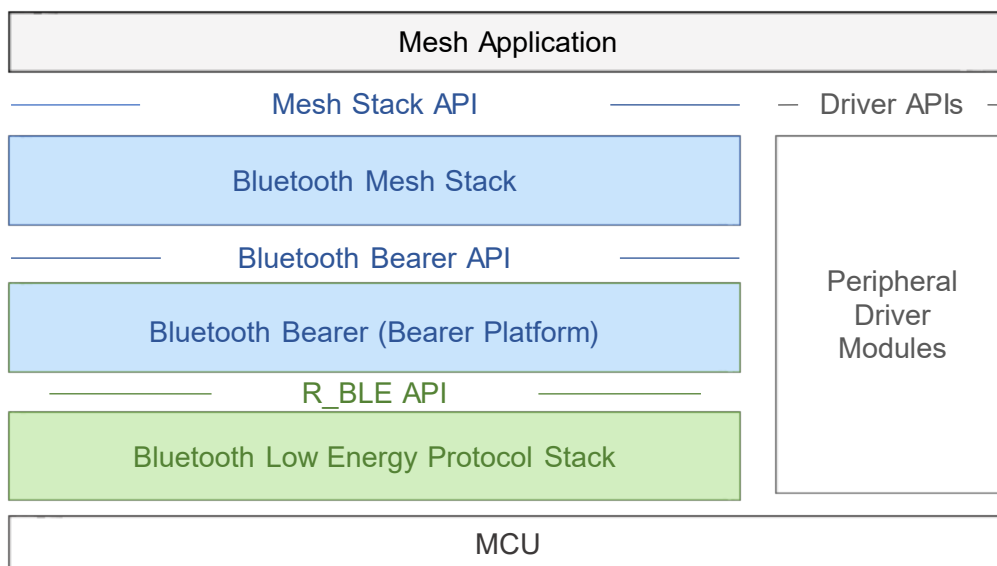 Mesh Application
Mesh Stack API
Driver APIs
Bluetooth Mesh Stack
Bluetooth Bearer API
Bluetooth Bearer (Bearer Platform)
R_BLE API
Bluetooth Low Energy Protocol Stack
Peripheral
Driver
Modules
MCU